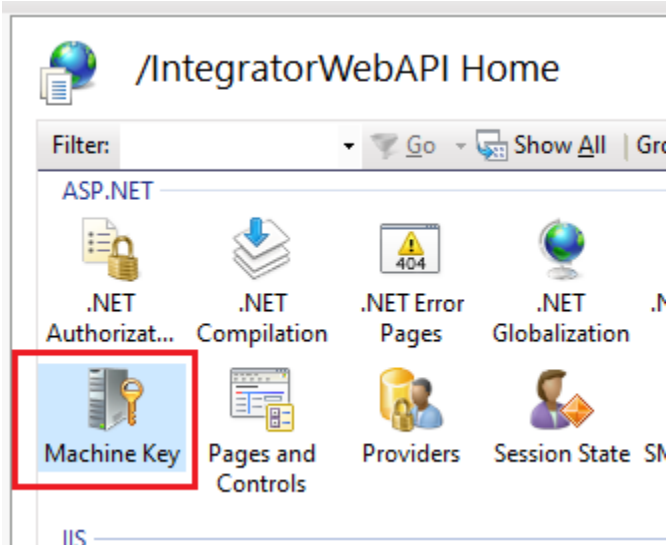 /IntegratorWebAPI Home
Filter: Go Show All Gro
ASP.NET
.NET Authorizat...
.NET Compilation
404
.NET Error Pages
.NET Globalization
Machine Key
Pages and Controls
Providers
Session State
IIS